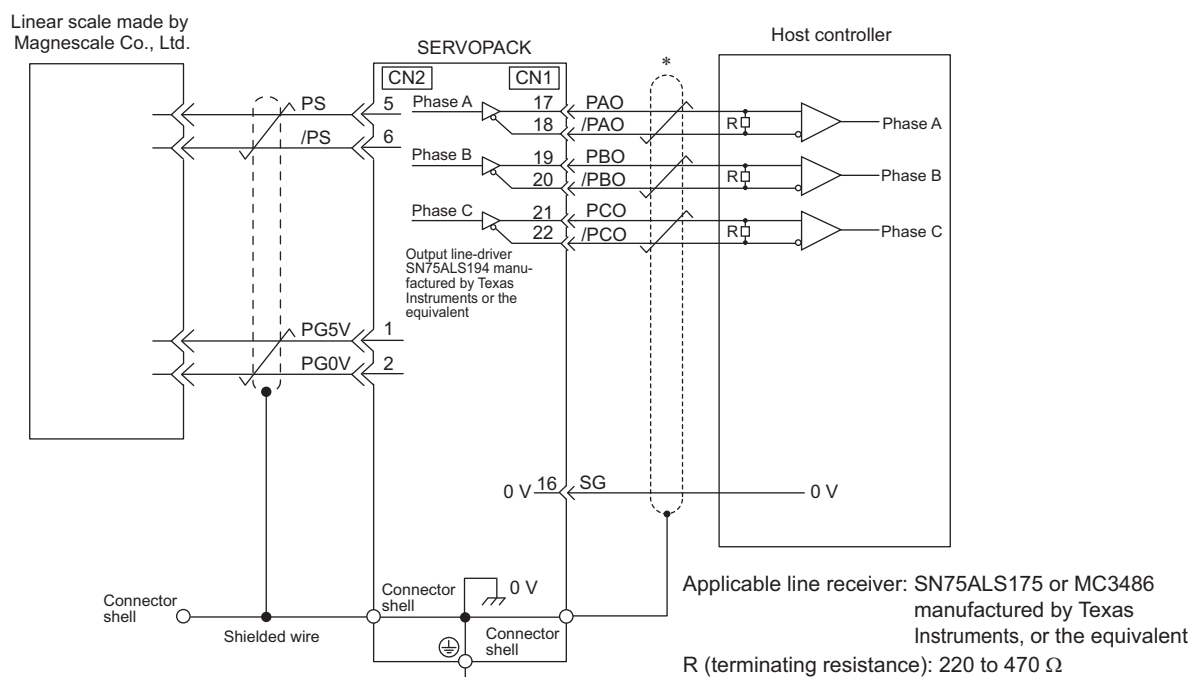 Linear scale made by
Magnescale Co., Ltd.
SERVOPACK
Host controller
CN2
CN1
*
PS
5
Phase A
17
PAO
R
Phase A
/PS
6
18
/PAO
Phase B
19
PBO
R
Phase B
20
/PBO
Phase C
21
PCO
R
Phase C
22
/PCO
Output line-driver
SN75ALS194 manu-
factured by Texas
Instruments or the
equivalent
PG5V
1
PG0V
2
0 V
16
SG
0 V
Connector
shell
Shielded wire
Connector
shell
0 V
Connector
shell
Applicable line receiver: SN75ALS175 or MC3486
manufactured by Texas
Instruments, or the equivalent
R (terminating resistance): 220 to 470 Ω